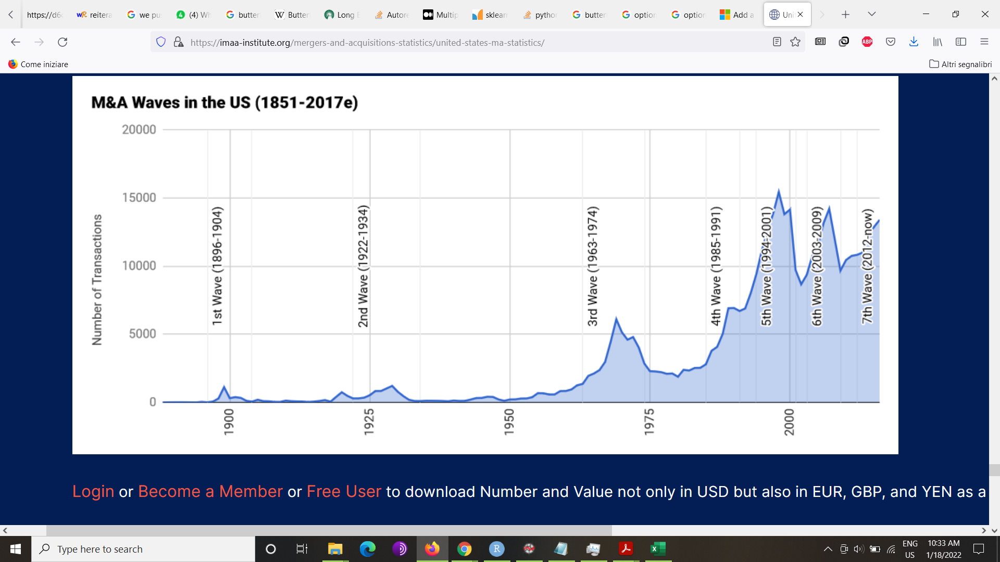 https://d6
reitera
we pu
(4) Wh
butter
Butter
Long
Autore
Multip
sklearn
python
butter
option
option
Add a
Uni
https://imaa-institute.org/mergers-and-acquisitions-statistics/united-states-ma-statistics/
ABP
Come iniziare
Altri segnalibri
M&A Waves in the US (1851-2017e)
Number of Transactions
20000
15000
10000
5000
0
1st Wave (1896-1904)
2nd Wave (1922-1934)
3rd Wave (1963-1974)
4th Wave (1985-1991)
5th Wave (1994-2001)
6th Wave (2003-2009)
7th Wave (2012-now)
1900
1925
1950
1975
2000
Login or Become a Member or Free User to download Number and Value not only in USD but also in EUR, GBP, and YEN as a
Type here to search
ENG
US
10:33 AM
1/18/2022